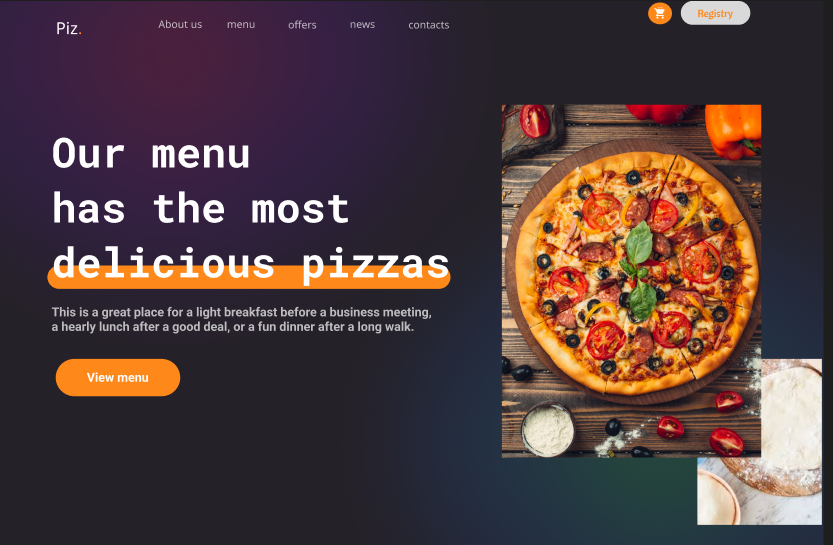 Piz.
About us
menu
offers
news
contacts
Registry
Our menu
has the most
delicious pizzas
This is a great place for a light breakfast before a business meeting,
a hearly lunch after a good deal, or a fun dinner after a long walk.
View menu